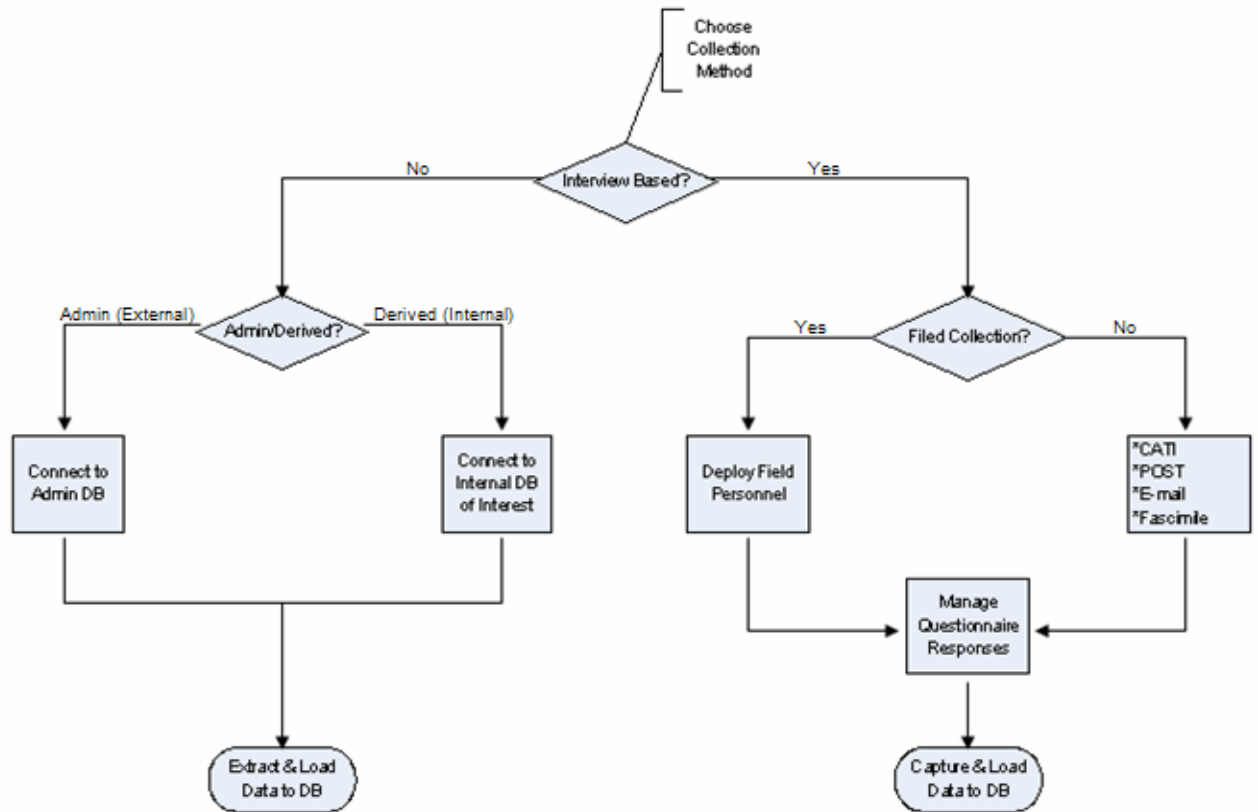 Choose
Collection
Method
No
Interview Based?
Yes
Admin (External)
Admin/Derived?
Derived (Internal)
Yes
Filed Collection?
No
Connect to
Admin DB
Connect to
Internal DB
of Interest
Deploy Field
Personnel
*CATI
*POST
*E-mail
*Fascimile
Manage
Questionnaire
Responses
Extract & Load
Data to DB
Capture & Load
Data to DB